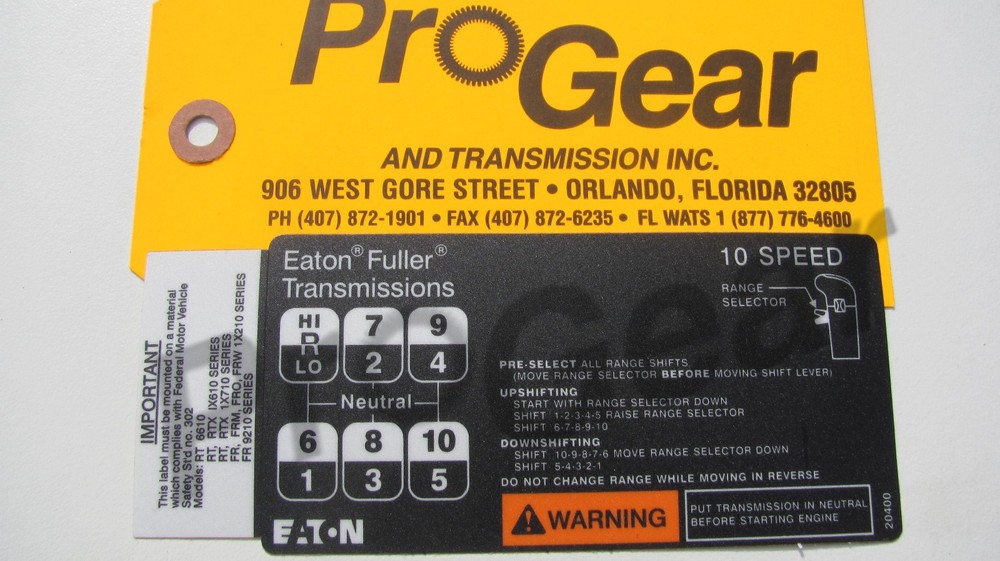 ProGear
AND TRANSMISSION INC.
906 WEST GORE STREET • ORLANDO, FLORIDA 32805
PH (407) 872-1901 • FAX (407) 872-6235 • FL WATS 1 (877) 776-4600
Eaton® Fuller®
Transmissions
10 SPEED
RANGE
SELECTOR
HI
R
LO
7
2
9
4
Neutral
6
1
8
3
10
5
EATON
PRE-SELECT ALL RANGE SHIFTS
(MOVE RANGE SELECTOR BEFORE MOVING SHIFT LEVER)
UPSHIFTING
START WITH RANGE SELECTOR DOWN
SHIFT 1-2-3-4-5 RAISE RANGE SELECTOR
SHIFT 6-7-8-9-10
DOWNSHIFTING
SHIFT 10-9-8-7-6 MOVE RANGE SELECTOR DOWN
SHIFT 5-4-3-2-1
DO NOT CHANGE RANGE WHILE MOVING IN REVERSE
WARNING
PUT TRANSMISSION IN NEUTRAL
BEFORE STARTING ENGINE
20400
IMPORTANT
This label must be mounted on a material
which complies with Federal Motor Vehicle
Safety St'd no. 302
Models: RT 6610
RT, RTX 1X610 SERIES
RT, RTX 1X710 SERIES
FR, FRM, FRO, FRW 1X210 SERIES
FR 9210 SERIES
ProGear